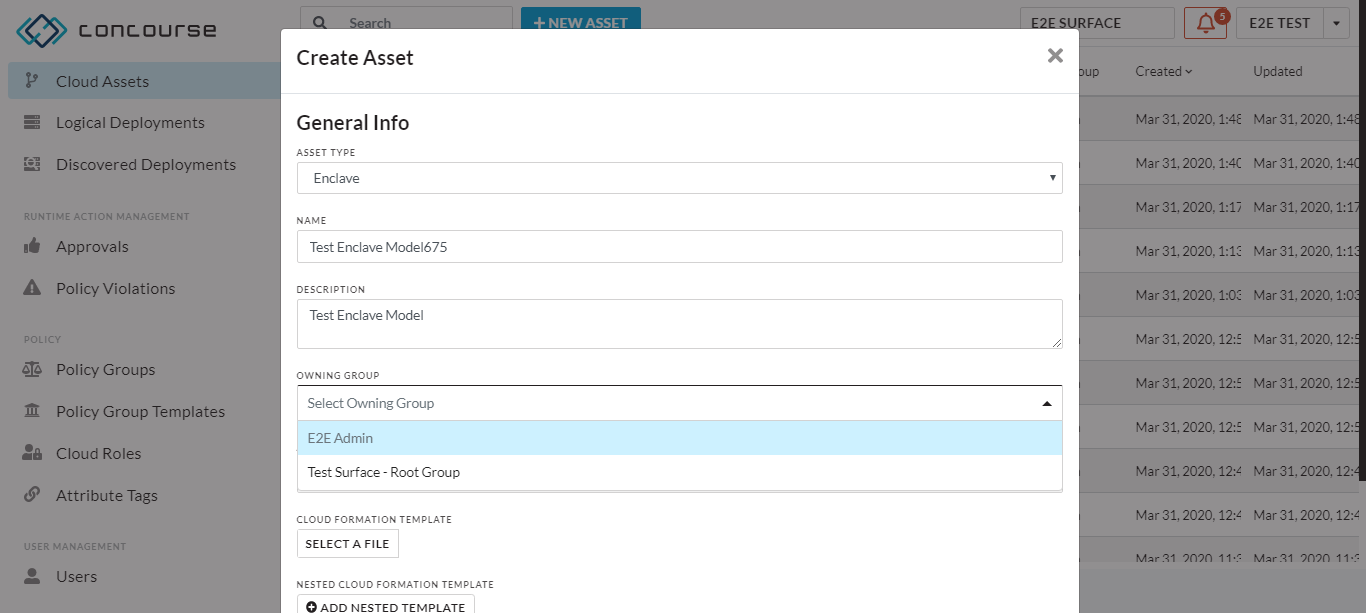 concourse
Search
+ NEW ASSET
E2E SURFACE
5
E2E TEST
Cloud Assets
Logical Deployments
Discovered Deployments
RUNTIME ACTION MANAGEMENT
Approvals
Policy Violations
POLICY
Policy Groups
Policy Group Templates
Cloud Roles
Attribute Tags
USER MANAGEMENT
Users
Create Asset
General Info
ASSET TYPE
Enclave
NAME
Test Enclave Model675
DESCRIPTION
Test Enclave Model
OWNING GROUP
Select Owning Group
E2E Admin
Test Surface - Root Group
CLOUD FORMATION TEMPLATE
SELECT A FILE
NESTED CLOUD FORMATION TEMPLATE
ADD NESTED TEMPLATE
Created Updated
Mar 31, 2020, 1:48 Mar 31, 2020, 1:48
Mar 31, 2020, 1:40 Mar 31, 2020, 1:40
Mar 31, 2020, 1:17 Mar 31, 2020, 1:17
Mar 31, 2020, 1:13 Mar 31, 2020, 1:13
Mar 31, 2020, 1:03 Mar 31, 2020, 1:03
Mar 31, 2020, 12:5 Mar 31, 2020, 12:5
Mar 31, 2020, 12:5 Mar 31, 2020, 12:5
Mar 31, 2020, 12:5 Mar 31, 2020, 12:5
Mar 31, 2020, 12:4 Mar 31, 2020, 12:4
Mar 31, 2020, 12:4 Mar 31, 2020, 12:4
Mar 31, 2020, 11:3 Mar 31, 2020, 11:3